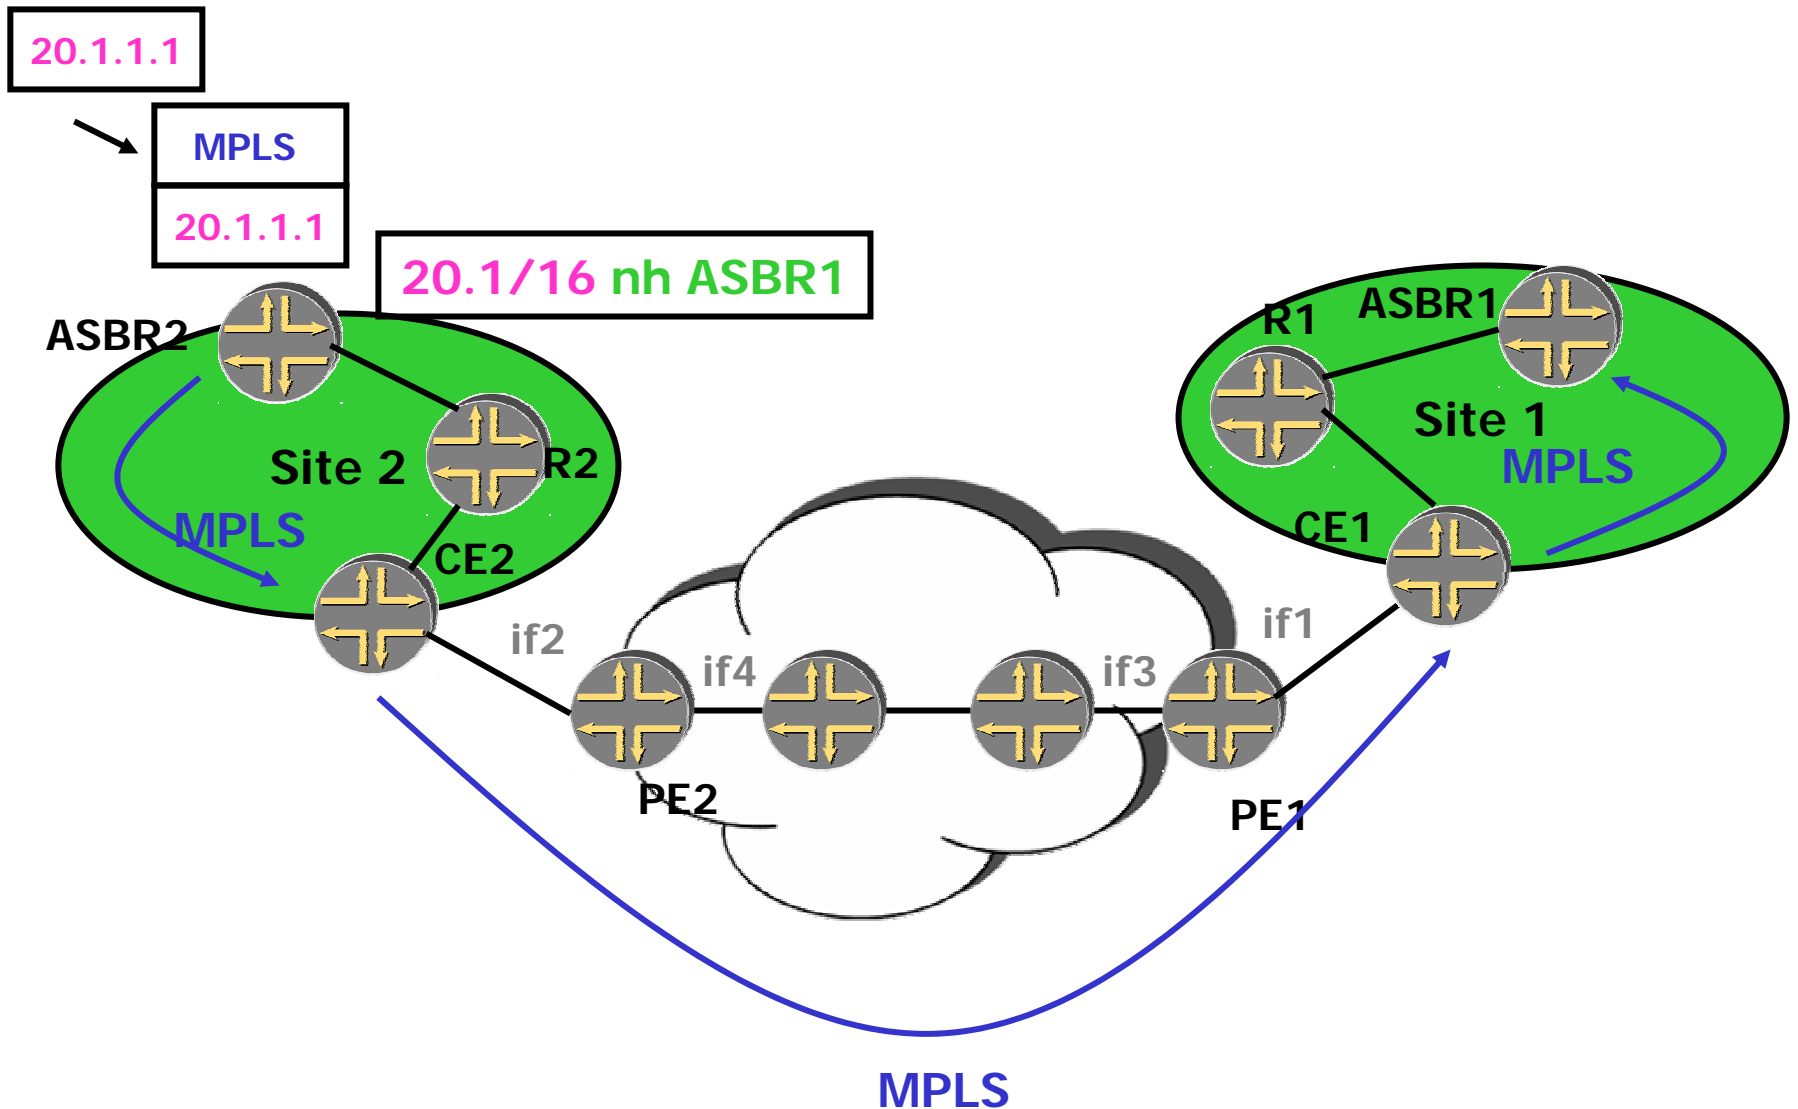 20.1.1.1
MPLS
20.1.1.1
20.1/16 nh ASBR1
ASBR2
R1
ASBR1
Site 1
MPLS
Site 2
R2
MPLS
CE2
CE1
if2
if4
if3
if1
PE2
PE1
MPLS